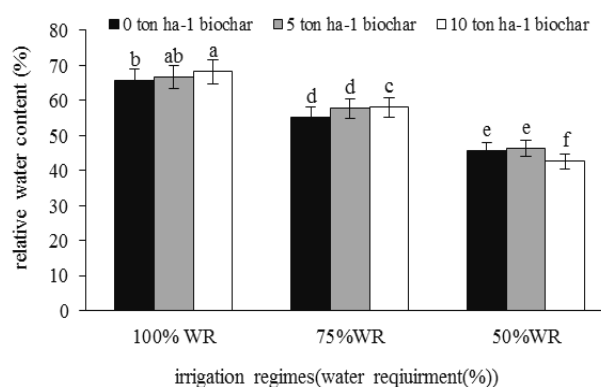 0 ton ha-1 biochar 5 ton ha-1 biochar 10 ton ha-1 biochar
80
70
60
50
40
30
20
10
0
relative water content (%)
b ab a
d d c
e e f
100% WR 75%WR 50%WR
irrigation regimes(water reqiurment(%))